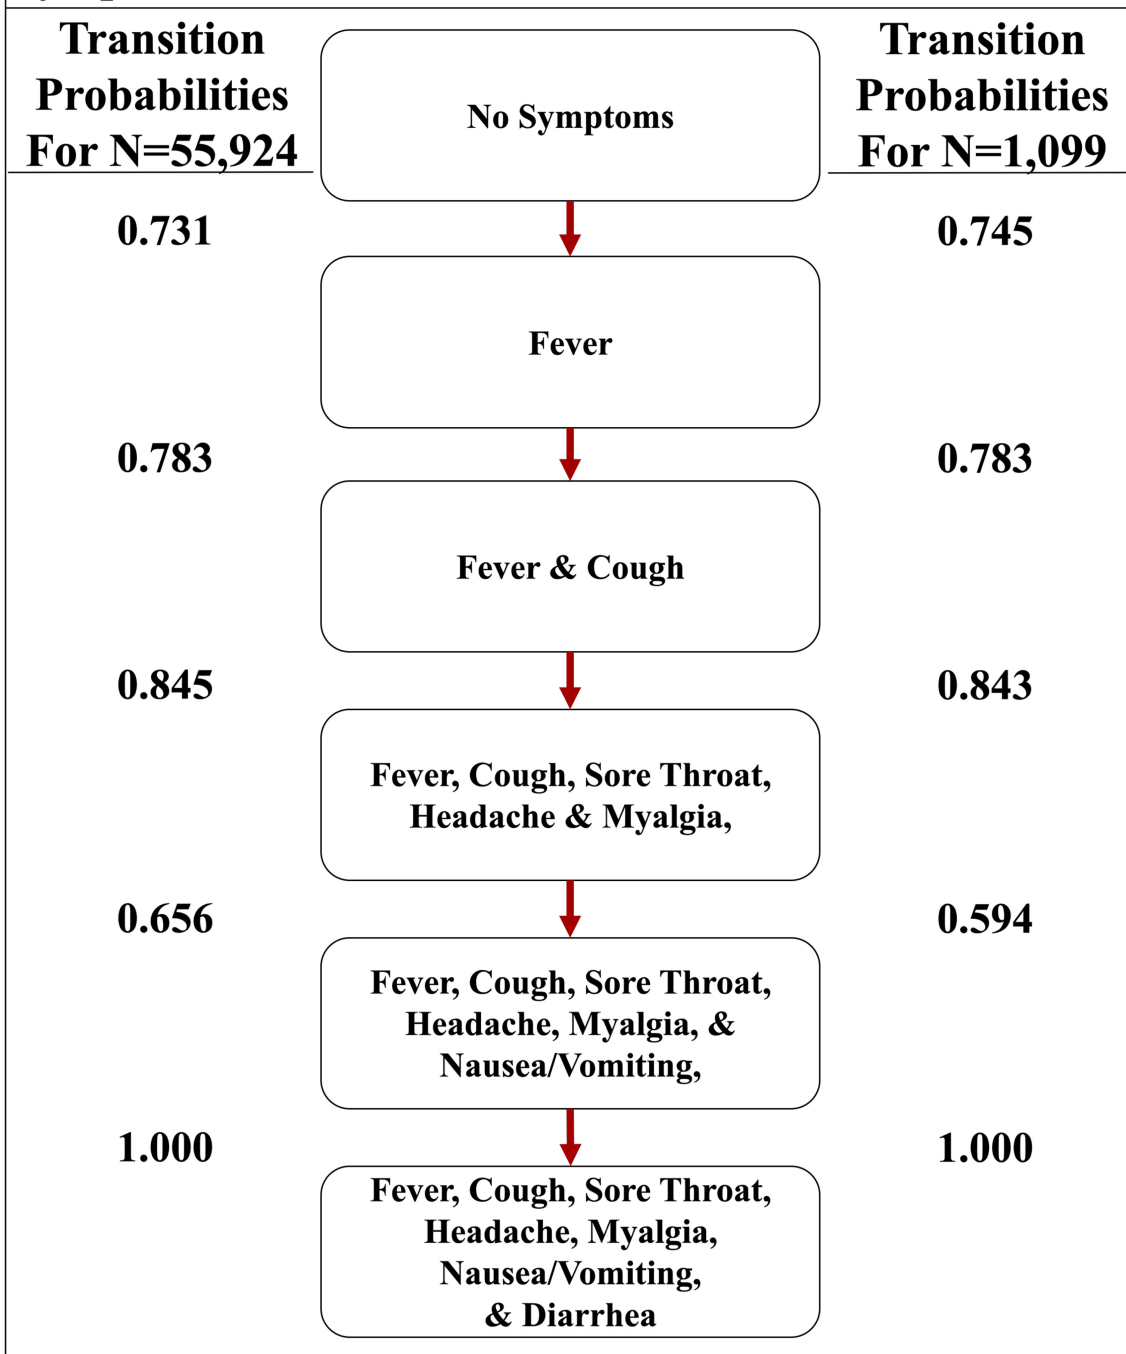 Transition
Probabilities
For N=55,924
Transition
Probabilities
For N=1,099
No Symptoms
0.731
0.745
Fever
0.783
0.783
Fever & Cough
0.845
0.843
Fever, Cough, Sore Throat,
Headache & Myalgia,
0.656
0.594
Fever, Cough, Sore Throat,
Headache, Myalgia, &
Nausea/Vomiting,
1.000
1.000
Fever, Cough, Sore Throat,
Headache, Myalgia,
Nausea/Vomiting,
& Diarrhea